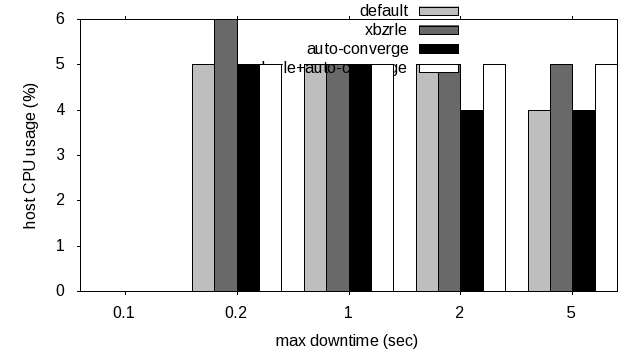 default
xbzrle
auto-converge
6
5
4
3
2
1
0
host CPU usage (%)
0.1
0.2
1
2
5
max downtime (sec)